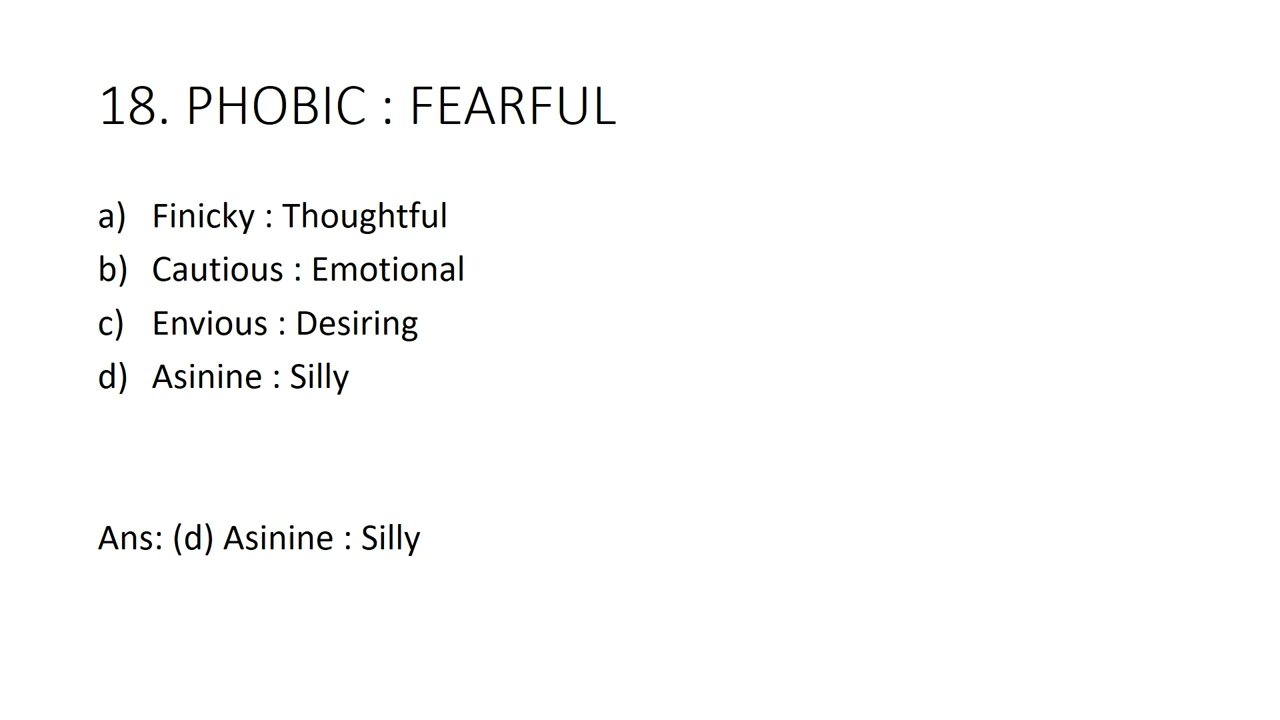 18. PHOBIC : FEARFUL
a) Finicky : Thoughtful
b) Cautious : Emotional
c) Envious : Desiring
d) Asinine : Silly
Ans: (d) Asinine : Silly